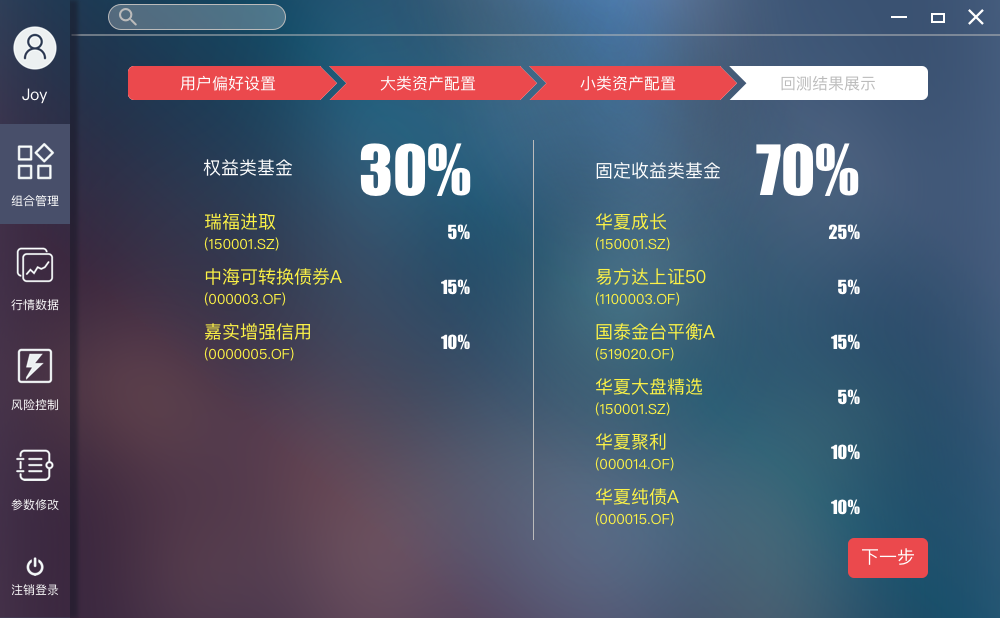 Joy
组合管理
行情数据
风险控制
参数修改
注销登录
用户偏好设置
大类资产配置
小类资产配置
回测结果展示
权益类基金 30%
瑞福进取 5%
(150001.SZ)
中海可转换债券A 15%
(000003.OF)
嘉实增强信用 10%
(0000005.OF)
固定收益类基金 70%
华夏成长 25%
(150001.SZ)
易方达上证50 5%
(1100003.OF)
国泰金台平衡A 15%
(519020.OF)
华夏大盘精选 5%
(150001.SZ)
华夏聚利 10%
(000014.OF)
华夏纯债A 10%
(000015.OF)
下一步